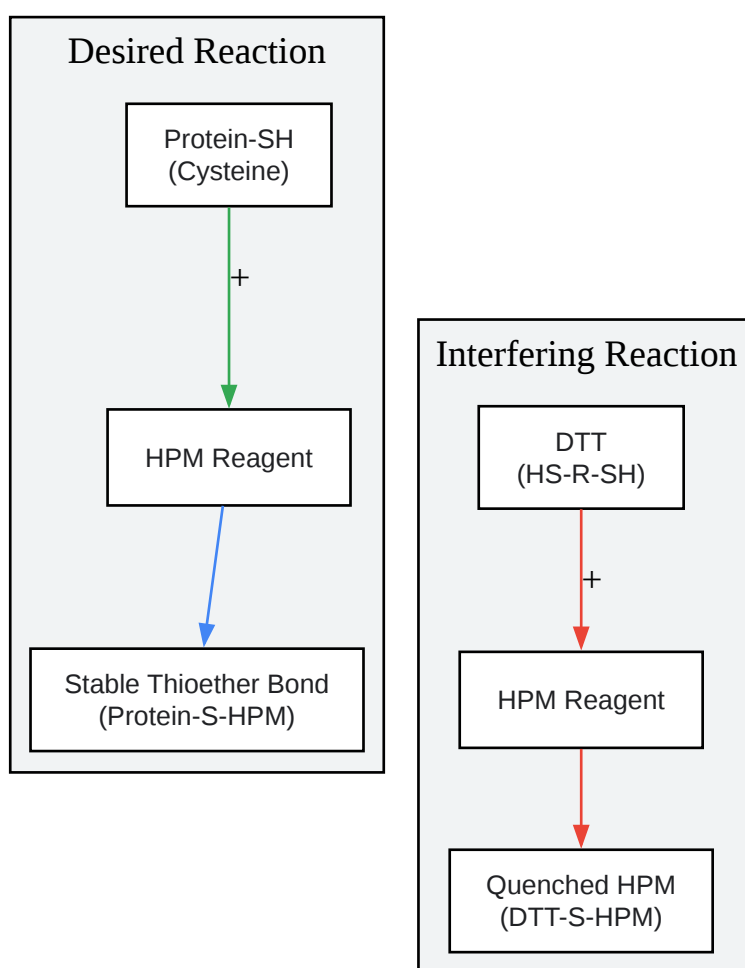 Desired Reaction
Protein-SH
(Cysteine)
+
HPM Reagent
Stable Thioether Bond
(Protein-S-HPM)
Interfering Reaction
DTT
(HS-R-SH)
+
HPM Reagent
Quenched HPM
(DTT-S-HPM)